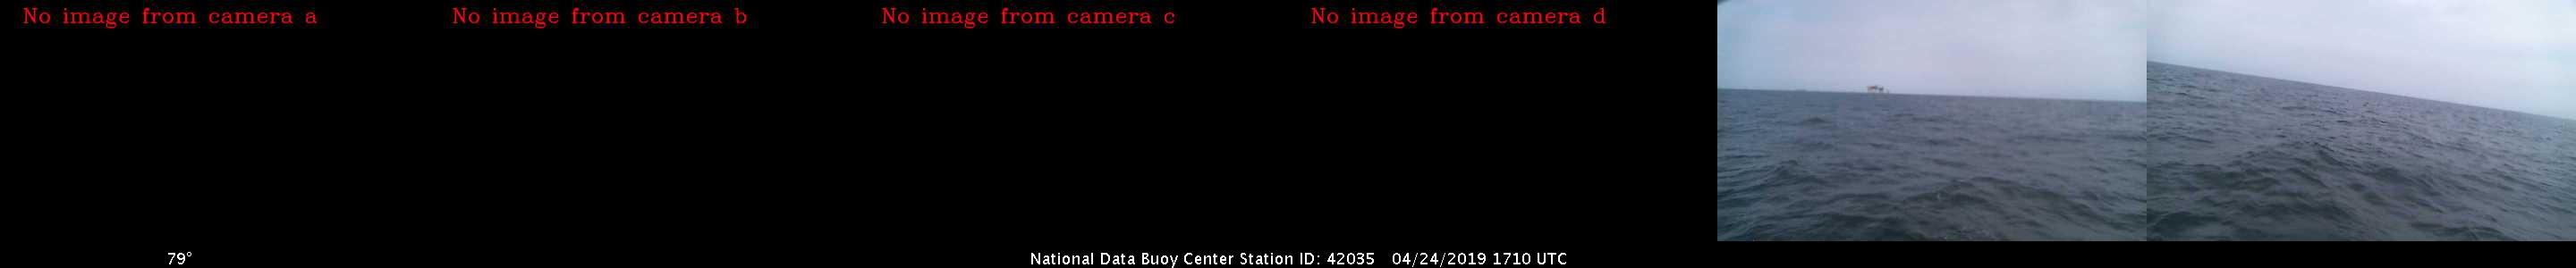 No image from camera a
No image from camera b
No image from camera c
No image from camera d
79°
National Data Buoy Center Station ID: 42035 04/24/2019 1710 UTC